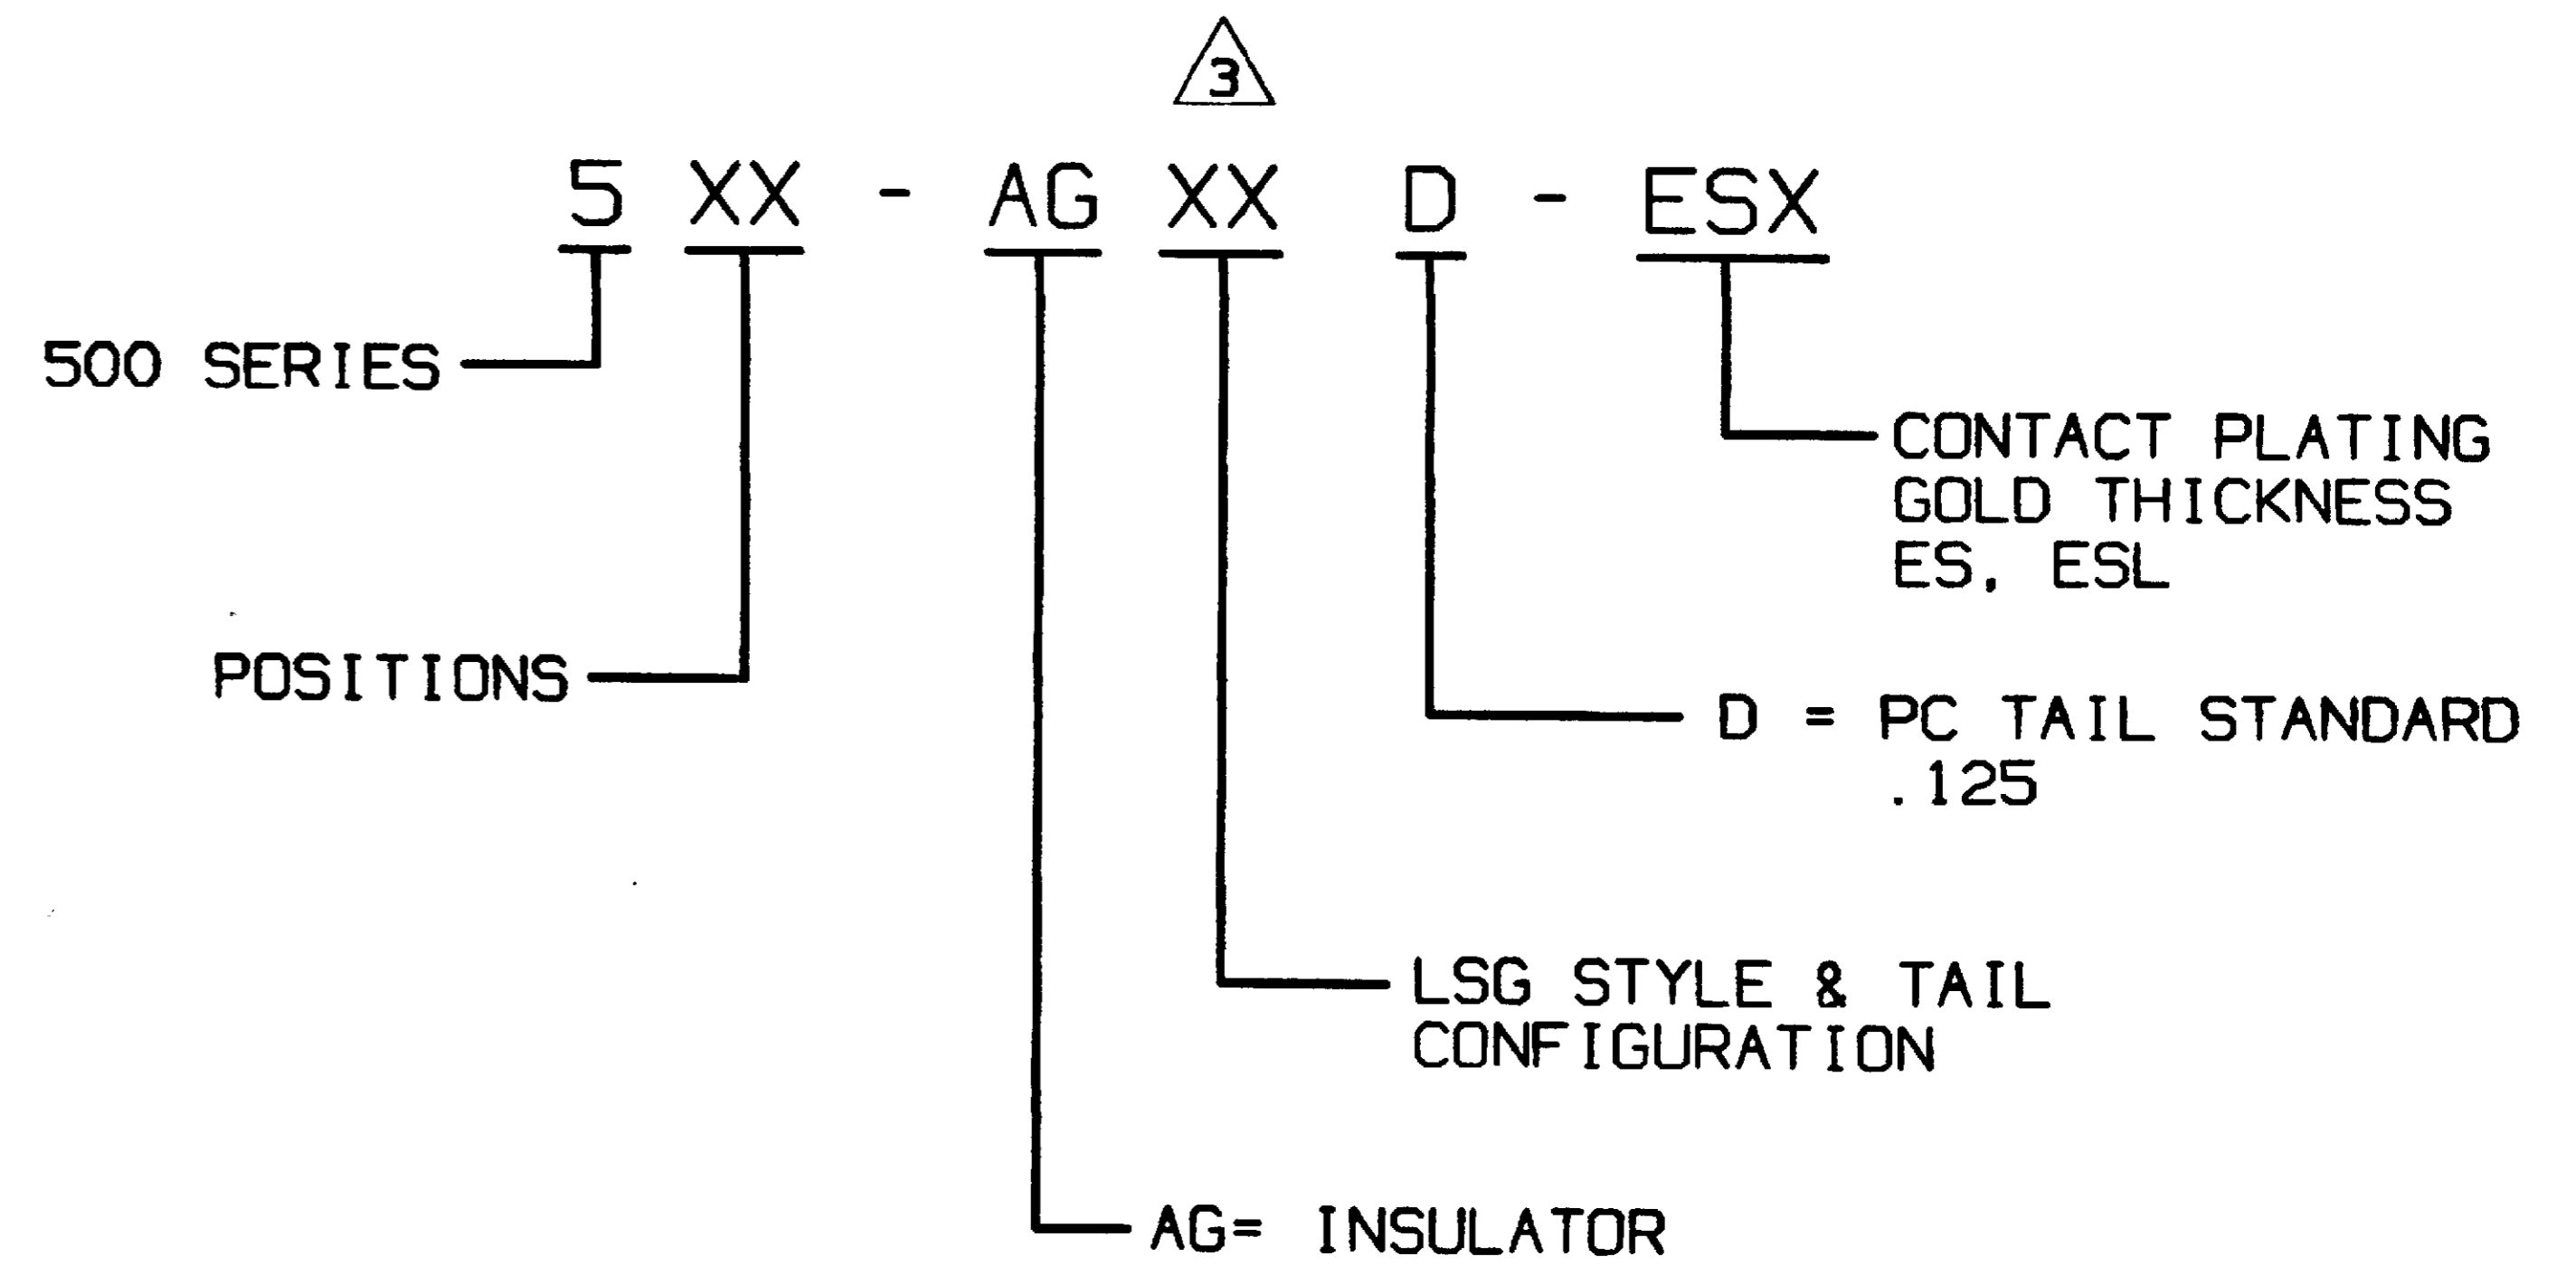 3
5 XX - AG XX D - ESX
500 SERIES
CONTACT PLATING
GOLD THICKNESS
ES, ESL
POSITIONS
D = PC TAIL STANDARD
.125
LSG STYLE & TAIL
CONFIGURATION
AG= INSULATOR